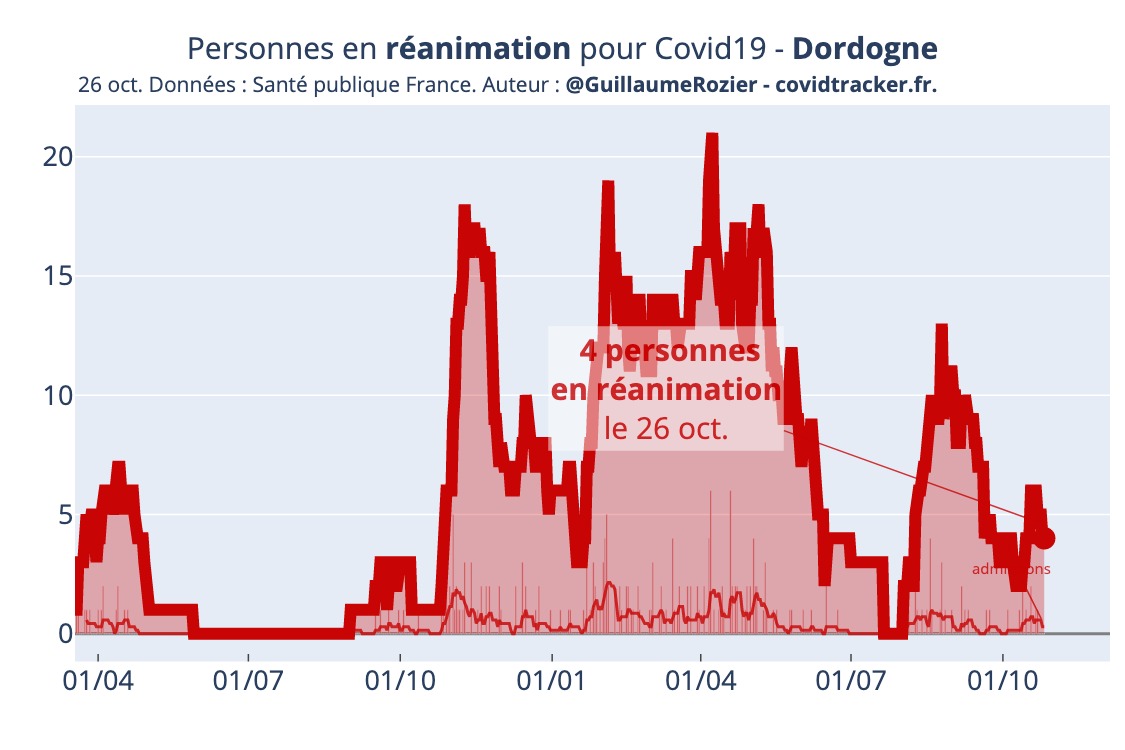 Personnes en réanimation pour Covid19 - Dordogne
26 oct. Données : Santé publique France. Auteur : @GuillaumeRozier - covidtracker.fr.
20
15
10
5
0
4 personnes
en réanimation
le 26 oct.
admissions
01/04 01/07 01/10 01/01 01/04 01/07 01/10